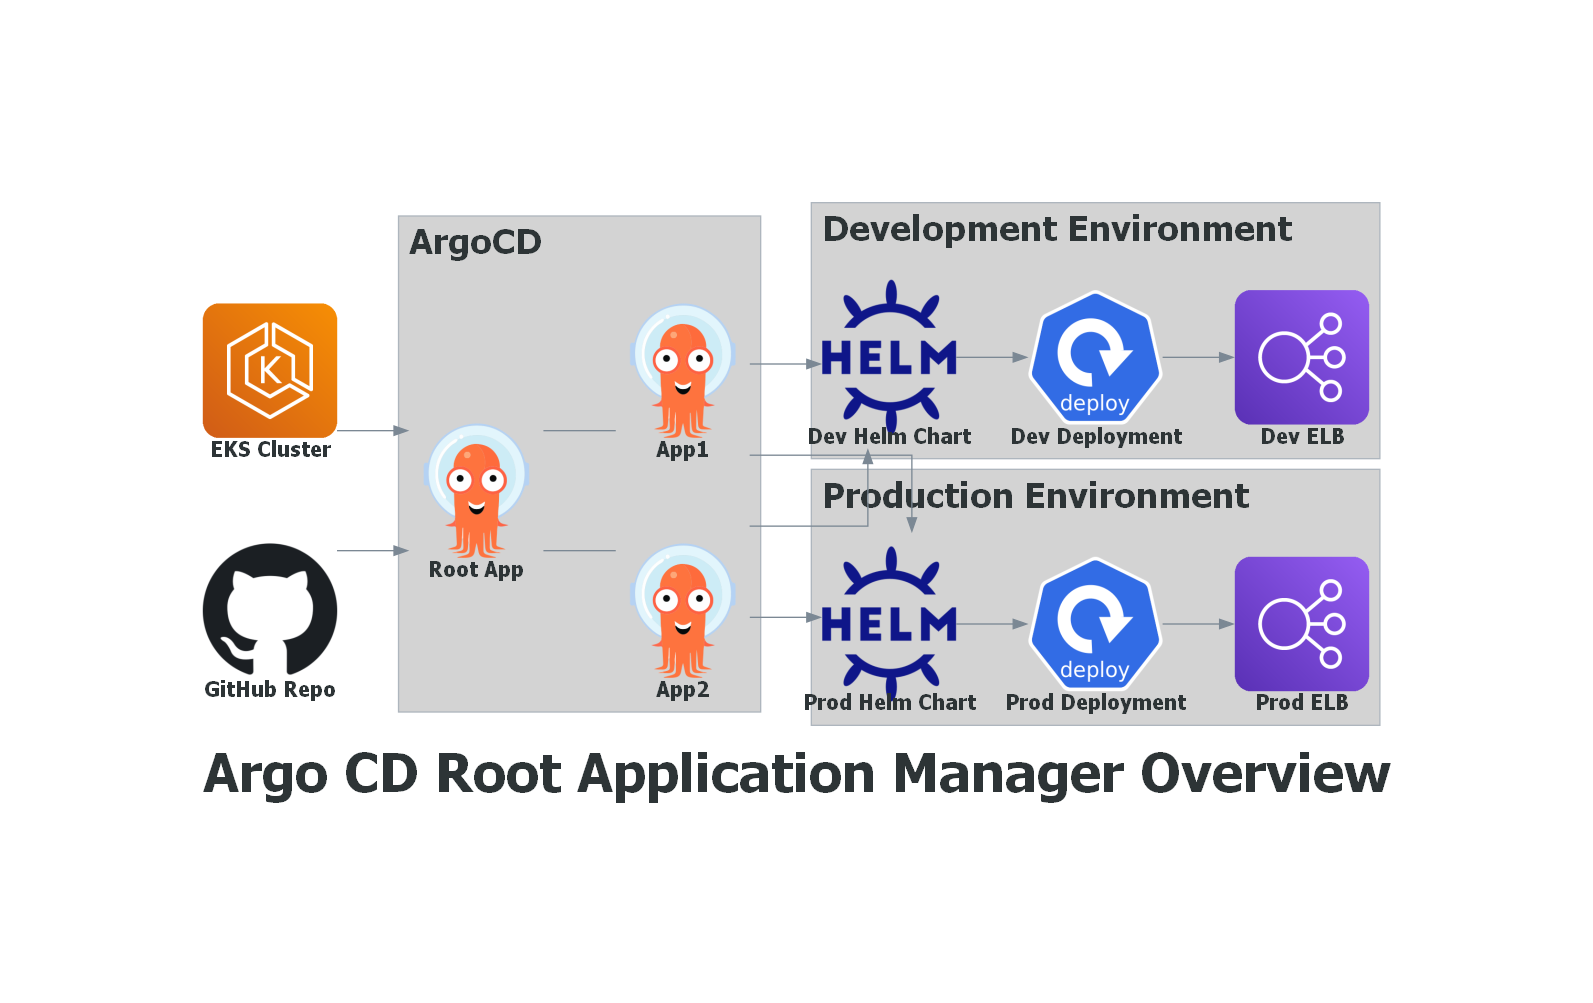 ArgoCD
Development Environment
EKS Cluster
K
App1
HELM
Dev Helm Chart
deploy
Dev Deployment
Dev ELB
Root App
Production Environment
GitHub Repo
App2
HELM
Prod Helm Chart
deploy
Prod Deployment
Prod ELB
Argo CD Root Application Manager Overview